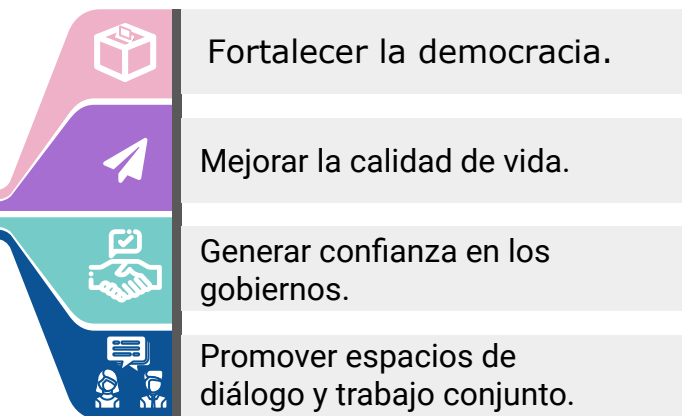 Fortalecer la democracia.
Mejorar la calidad de vida.
Generar confianza en los
gobiernos.
Promover espacios de
diálogo y trabajo conjunto.